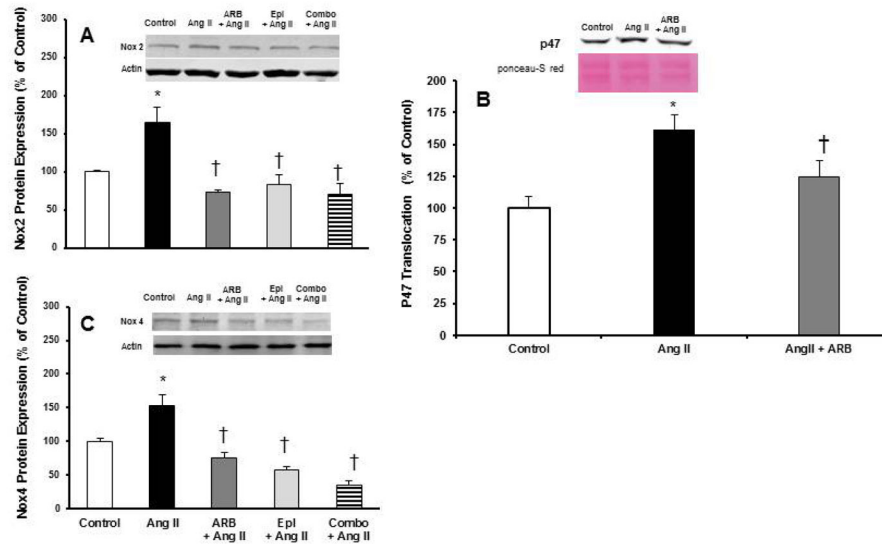 A
Control
Ang II
ARB
+ Ang II
Epl
+ Ang II
Combo
+ Ang II
Nox 2
Actin
Nox2 Protein Expression (% of Control)
300
250
200
150
100
50
0
*
†
†
†
C
Control
Ang II
ARB
+ Ang II
Epl
+ Ang II
Combo
+ Ang II
Nox 4
Actin
Nox4 Protein Expression (% of Control)
300
250
200
150
100
50
0
*
†
†
†
Control
Ang II
ARB
+ Ang II
Epl
+ Ang II
Combo
+ Ang II
B
Control
Ang II
ARB
+ Ang II
p47
ponceau-S red
P47 Translocation (% of Control)
200
175
150
125
100
75
50
25
0
*
†
Control
Ang II
AngII + ARB